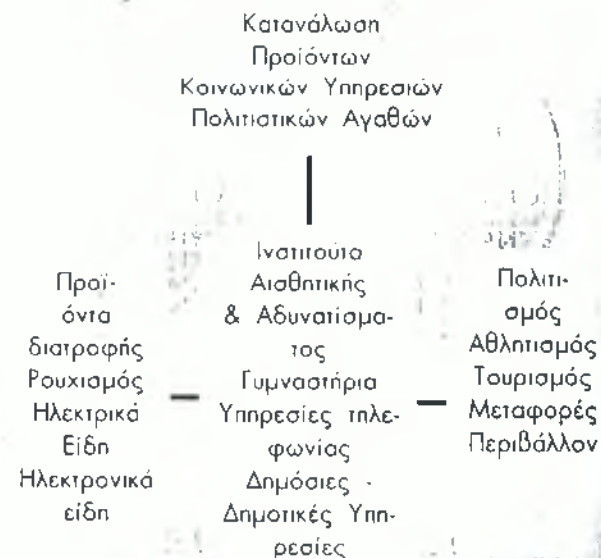 Κατανάλωση
Προϊόντων
Κοινωνικών Υπηρεσιών
Πολιτιστικών Αγαθών
Προϊ-
όντα
διατροφής
Ρουχισμός
Ηλεκτρικά
Είδη
Ηλεκτρονικά
είδη
Ινστιτούτα
Αισθητικής
& Αδυνατίσμα-
τος
Γυμναστήρια
Υπηρεσίες τηλε-
φωνίας
Δημόσιες -
Δημοτικές Υπη-
ρεσίες
Πολιτι-
σμός
Αθλητισμός
Τουρισμός
Μεταφορές
Περιβάλλον